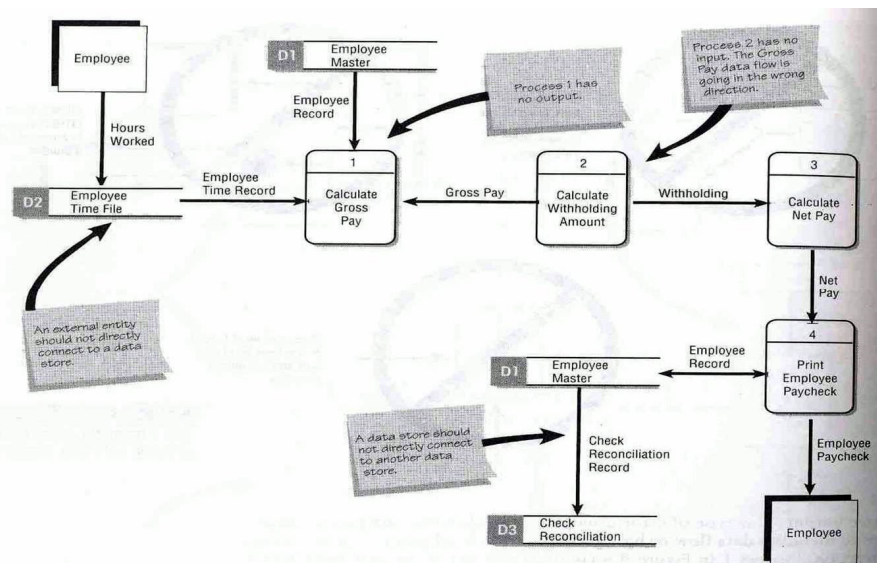 Employee
D1
Employee
Master
Process 1 has
no output.
Process 2 has no
input. The Gross
Pay data flow is
going in the wrong
direction.
Hours
Worked
Employee
Record
D2
Employee
Time File
Employee
Time Record
1
Calculate
Gross
Pay
Gross Pay
2
Calculate
Withholding
Amount
Withholding
3
Calculate
Net Pay
Net
Pay
An external entity
should not directly
connect to a data
store.
D1
Employee
Master
Employee
Record
4
Print
Employee
Paycheck
A data store should
not directly connect
to another data
store.
Check
Reconciliation
Record
Employee
Paycheck
D3
Check
Reconciliation
Employee